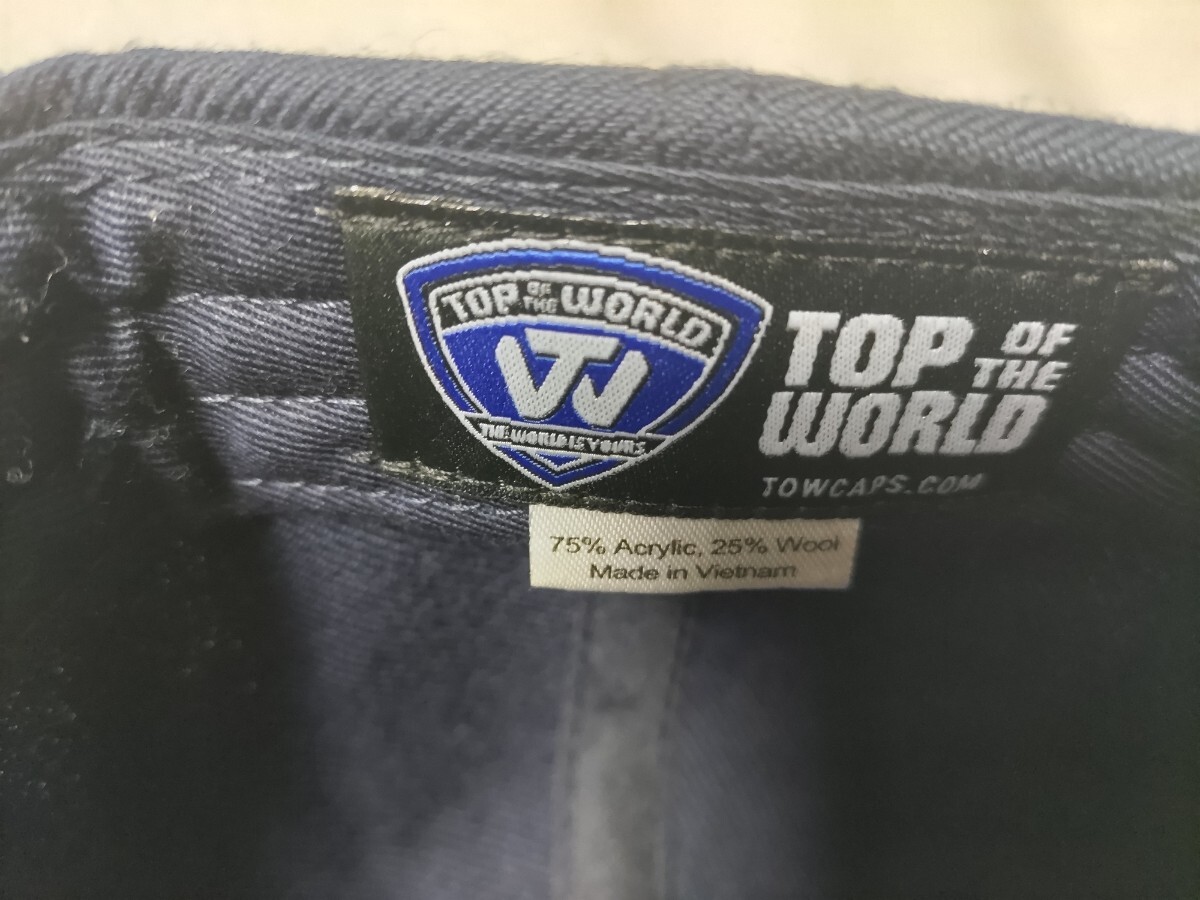 TOP OF THE WORLD
TW
THE WORLD IS YOURS
TOP OF THE
WORLD
TOWCAPS.COM
75% Acrylic, 25% Wool
Made in Vietnam